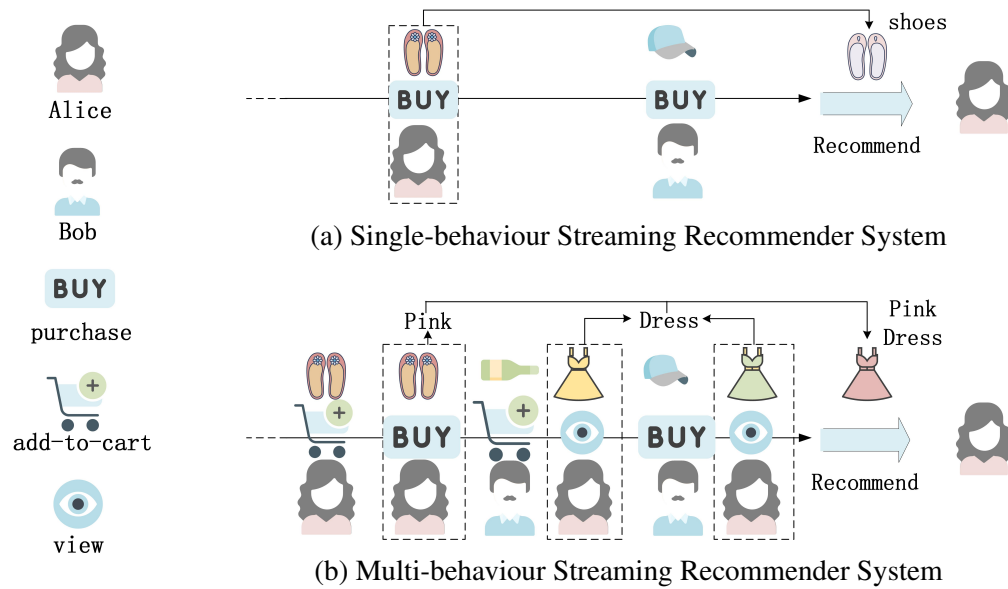 Alice
Bob
BUY
purchase
add-to-cart
view
shoes
BUY
BUY
Recommend
(a) Single-behaviour Streaming Recommender System
Pink
Dress
Pink
Dress
BUY
BUY
Recommend
(b) Multi-behaviour Streaming Recommender System